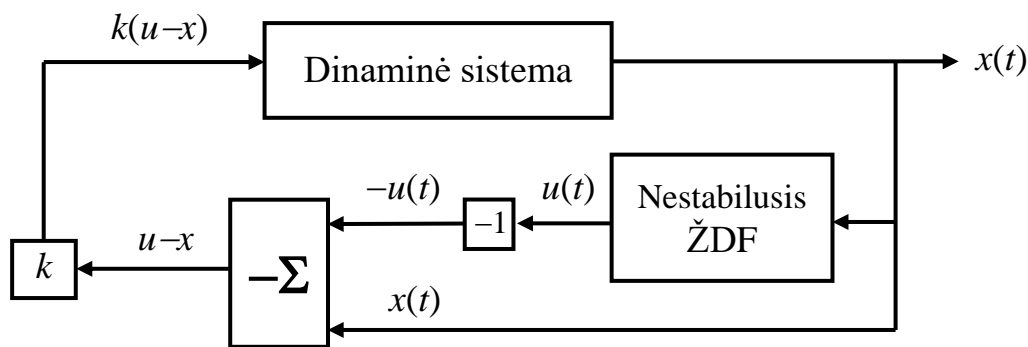 k(u−x)
Dinaminė sistema
x(t)
−u(t)
u(t)
Nestabilusis
ŽDF
−1
u−x
k
−Σ
x(t)